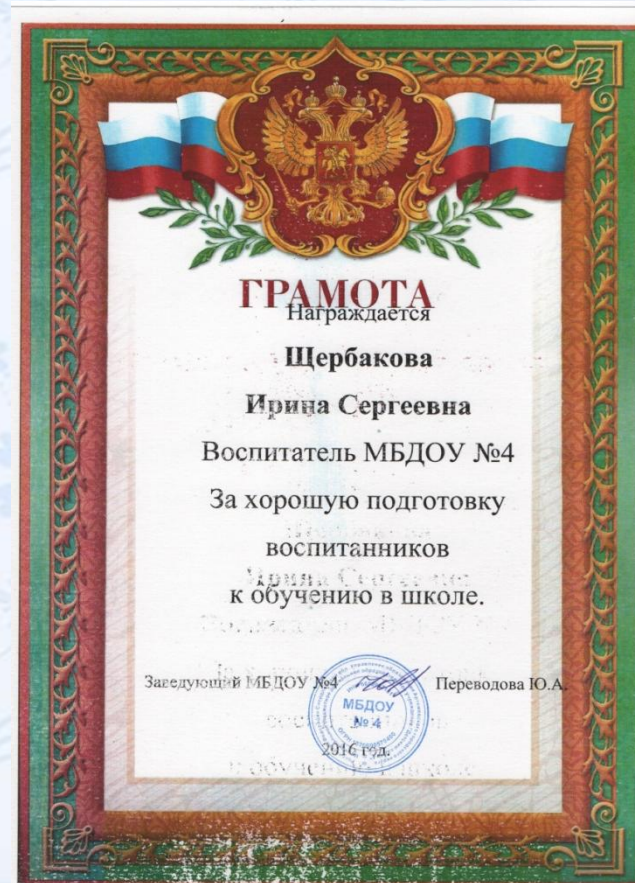 ГРАМОТА
Награждается
Щербакова
Ирина Сергеевна
Воспитатель МБДОУ №4
За хорошую подготовку
воспитанников
к обучению в школе.
Заведующий МБДОУ №4 Переводова Ю.А.
МБДОУ
№ 4
2016 год.